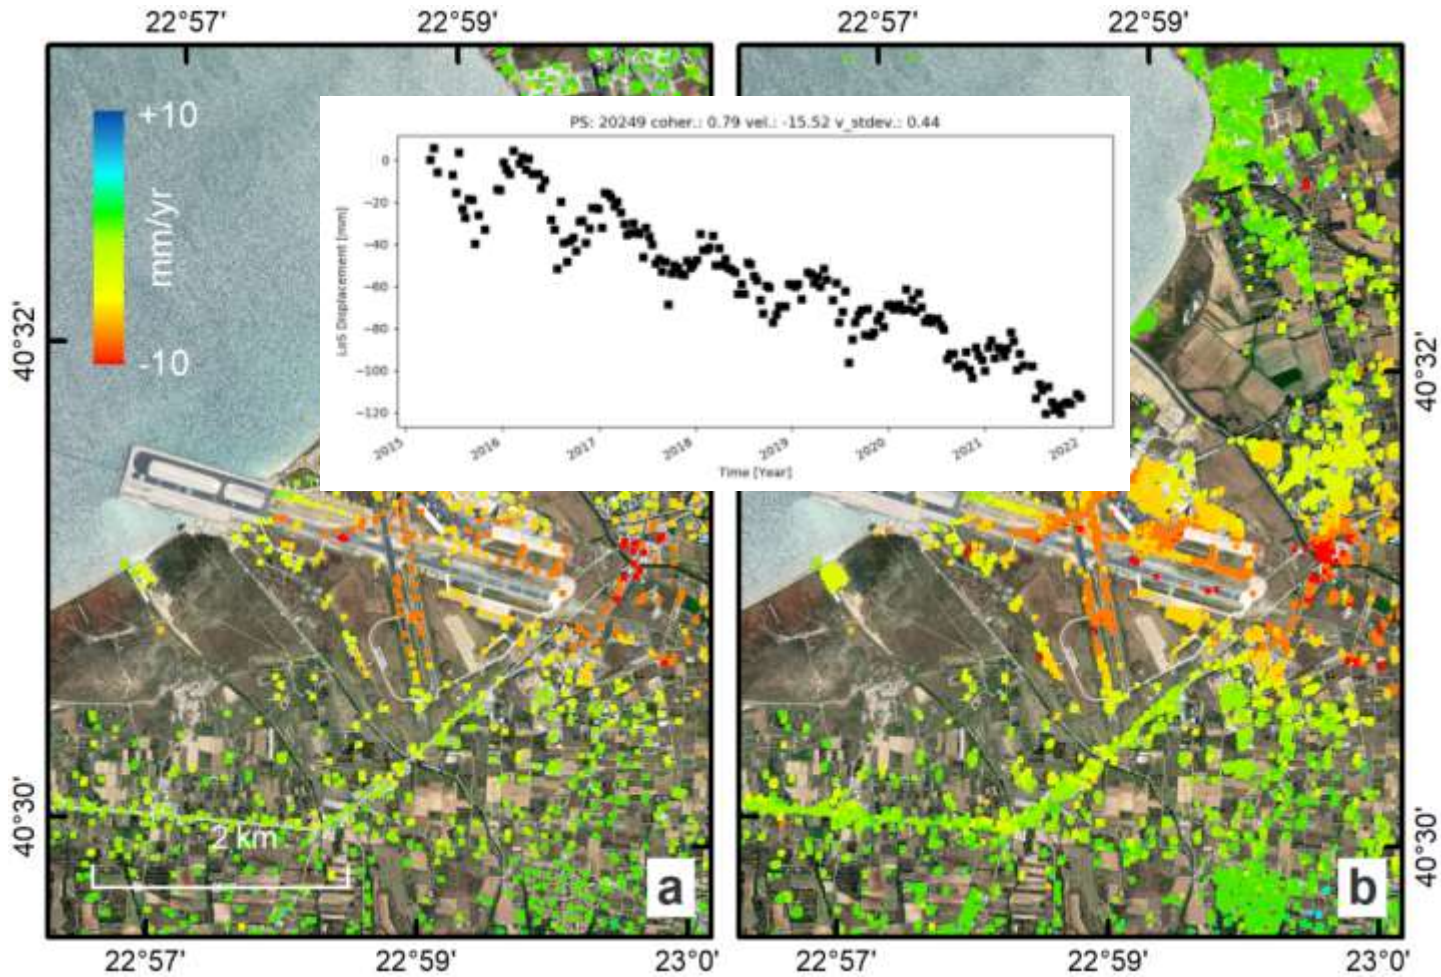 22°57' 22°59' 22°57' 22°59'
+10
mm/yr
-10
PS: 20249 coher.: 0.79 vel.: -15.52 v_stdev.: 0.44
LoS Displacement [mm]
0
−20
−40
−60
−80
−100
−120
2015 2016 2017 2018 2019 2020 2021 2022
Time [Year]
40°32' 40°32'
40°30' 40°30'
2 km
a b
22°57' 22°59' 23°0' 22°57' 22°59' 23°0'